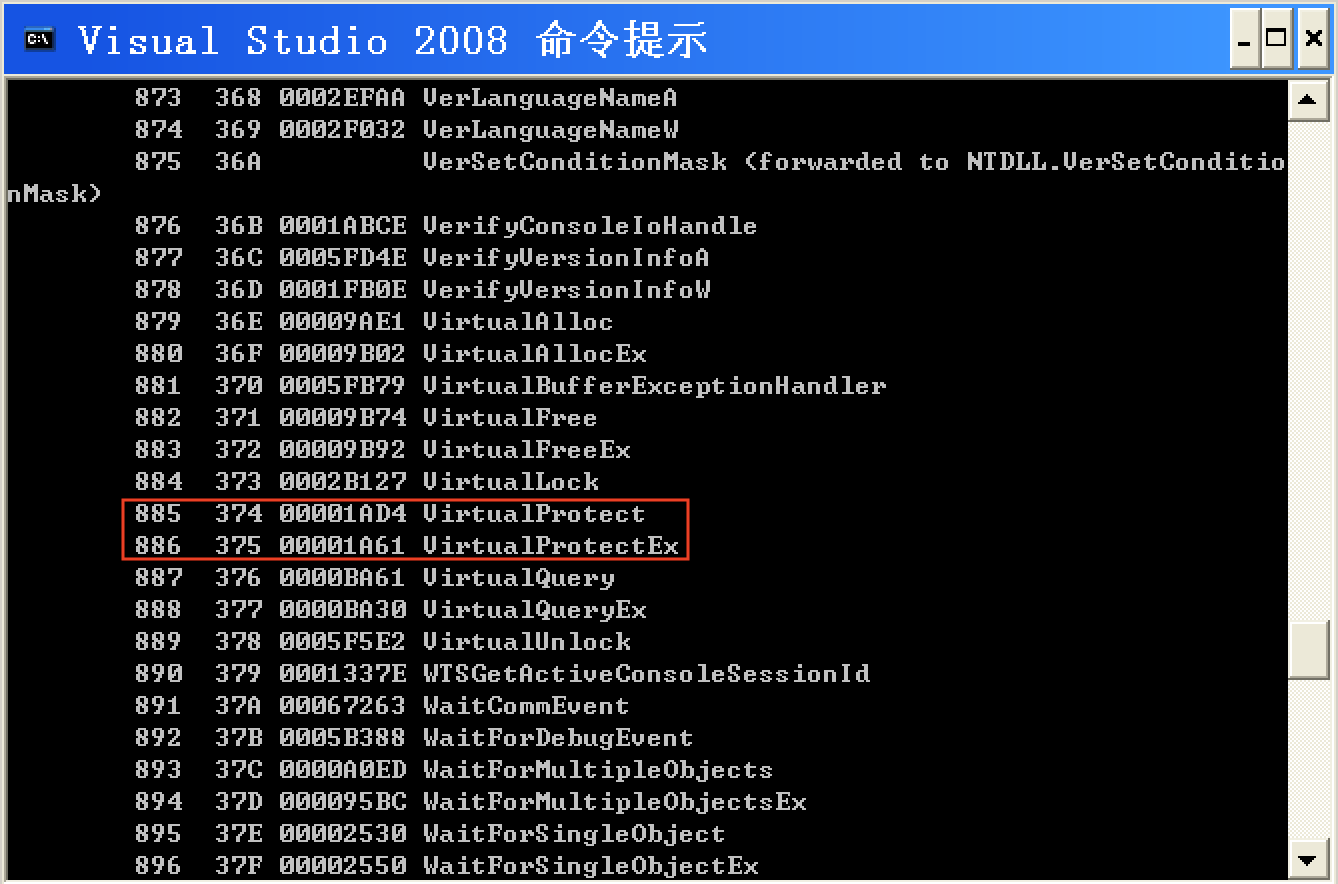 Visual Studio 2008 命令提示
873 368 0002EFAA VerLanguageNameA
874 369 0002F032 VerLanguageNameW
875 36A VerSetConditionMask (forwarded to NTDLL.VerSetConditio
nMask)
876 36B 0001ABCE VerifyConsoleIoHandle
877 36C 0005FD4E VerifyVersionInfoA
878 36D 0001FB0E VerifyVersionInfoW
879 36E 00009AE1 VirtualAlloc
880 36F 00009B02 VirtualAllocEx
881 370 0005FB79 VirtualBufferExceptionHandler
882 371 00009B74 VirtualFree
883 372 00009B92 VirtualFreeEx
884 373 0002B127 VirtualLock
885 374 00001AD4 VirtualProtect
886 375 00001A61 VirtualProtectEx
887 376 0000BA61 VirtualQuery
888 377 0000BA30 VirtualQueryEx
889 378 0005F5E2 VirtualUnlock
890 379 0001337E WTSGetActiveConsoleSessionId
891 37A 00067263 WaitCommEvent
892 37B 0005B388 WaitForDebugEvent
893 37C 0000A0ED WaitForMultipleObjects
894 37D 000095BC WaitForMultipleObjectsEx
895 37E 00002530 WaitForSingleObject
896 37F 00002550 WaitForSingleObjectEx